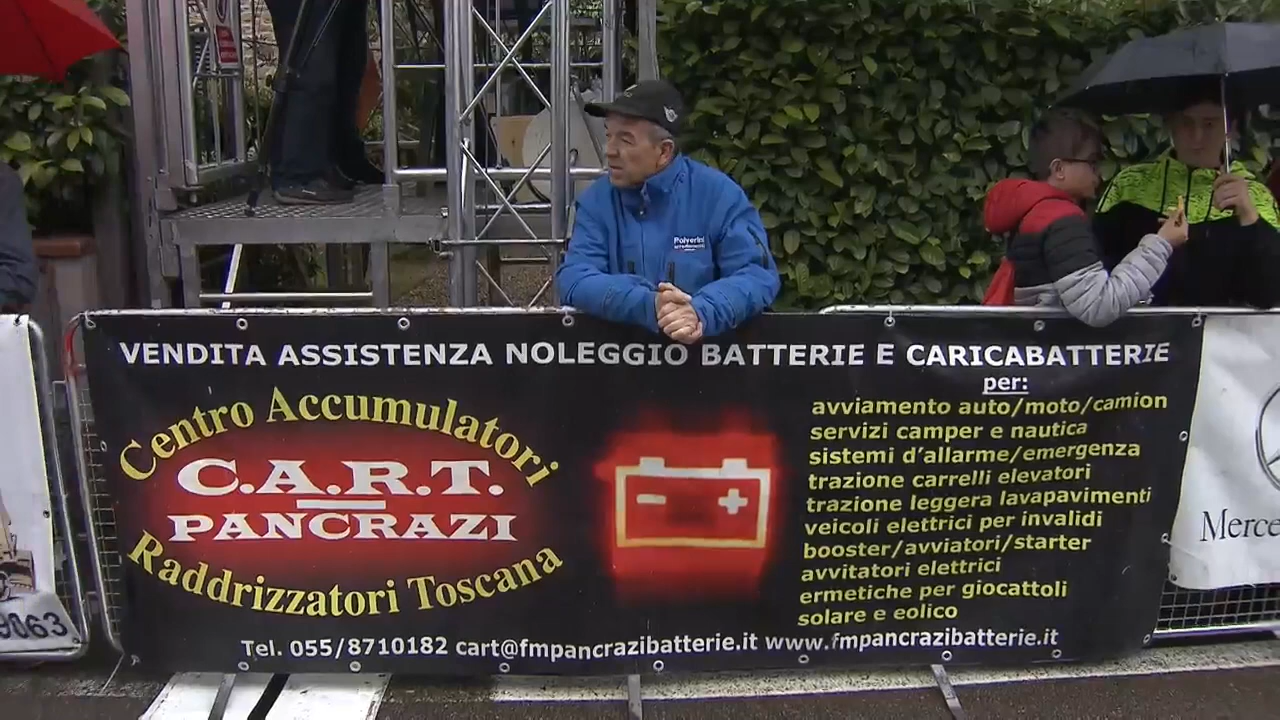 VENDITA ASSISTENZA NOLEGGIO BATTERIE E CARICABATTERIE
per:
Centro Accumulatori
C.A.R.T.
PANCRAZI
Raddrizzatori Toscana
avviamento auto/moto/camion
servizi camper e nautica
sistemi d'allarme/emergenza
trazione carrelli elevatori
trazione leggera lavapavimenti
veicoli elettrici per invalidi
booster/avviatori/starter
avvitatori elettrici
ermetiche per giocattoli
solare e eolico
Tel. 055/8710182 cart@fmpancrazibatterie.it www.fmpancrazibatterie.it
Polverini
9063
Merce